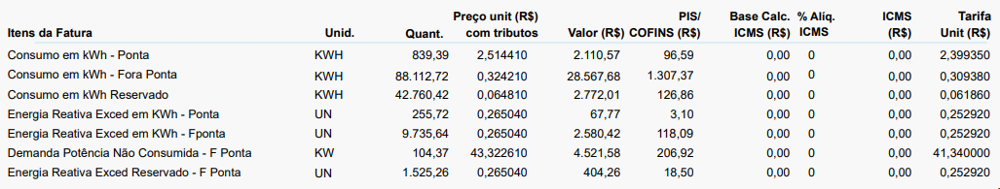 Itens da Fatura Unid. Quant. Preço unit (R$) com tributos Valor (R$) PIS/ COFINS (R$) Base Calc. ICMS (R$) % Alíq. ICMS ICMS (R$) Tarifa Unit (R$)
Consumo em kWh - Ponta KWH 839,39 2,514410 2.110,57 96,59 0,00 0 0,00 2,399350
Consumo em kWh - Fora Ponta KWH 88.112,72 0,324210 28.567,68 1.307,37 0,00 0 0,00 0,309380
Consumo em kWh Reservado KWH 42.760,42 0,064810 2.772,01 126,86 0,00 0 0,00 0,061860
Energia Reativa Exced em KWh - Ponta UN 255,72 0,265040 67,77 3,10 0,00 0 0,00 0,252920
Energia Reativa Exced em KWh - Fponta UN 9.735,64 0,265040 2.580,42 118,09 0,00 0 0,00 0,252920
Demanda Potência Não Consumida - F Ponta KW 104,37 43,322610 4.521,58 206,92 0,00 0 0,00 41,340000
Energia Reativa Exced Reservado - F Ponta UN 1.525,26 0,265040 404,26 18,50 0,00 0 0,00 0,252920